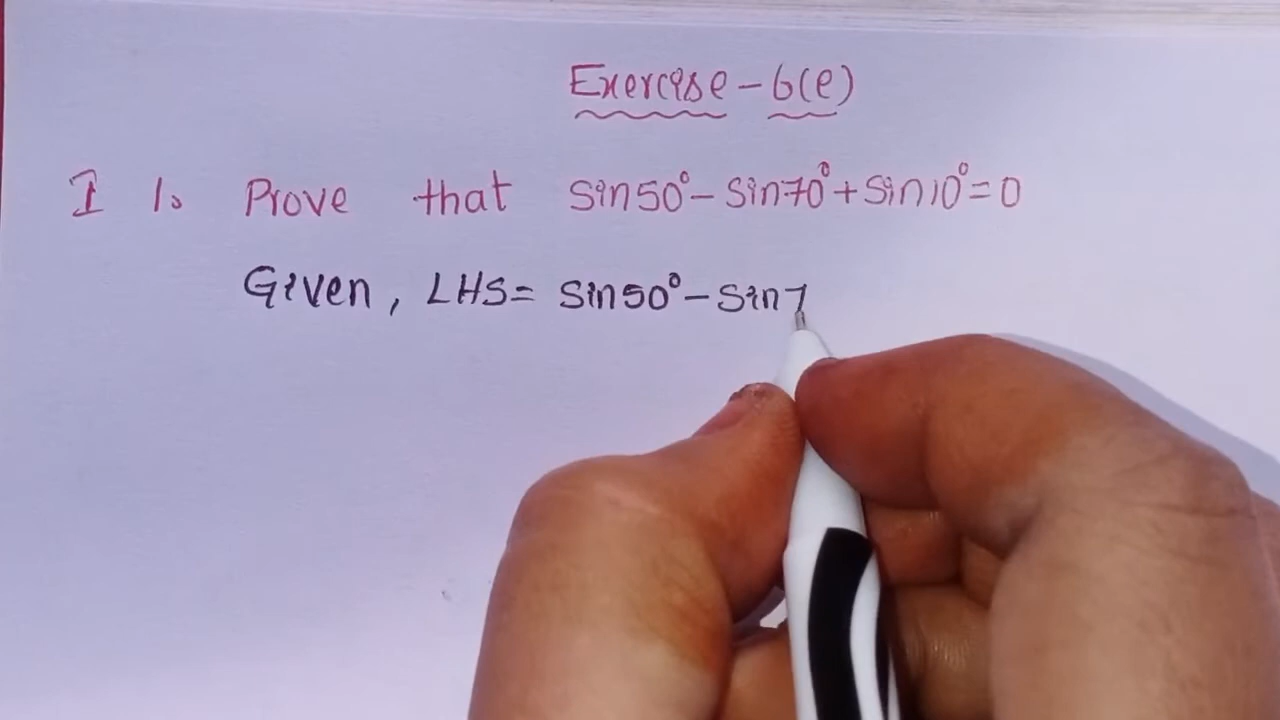 Exercise - 6(e)
I 1. Prove that Sin50° - Sin70° + Sin10° = 0
Given, LHS = Sin50° - Sin7